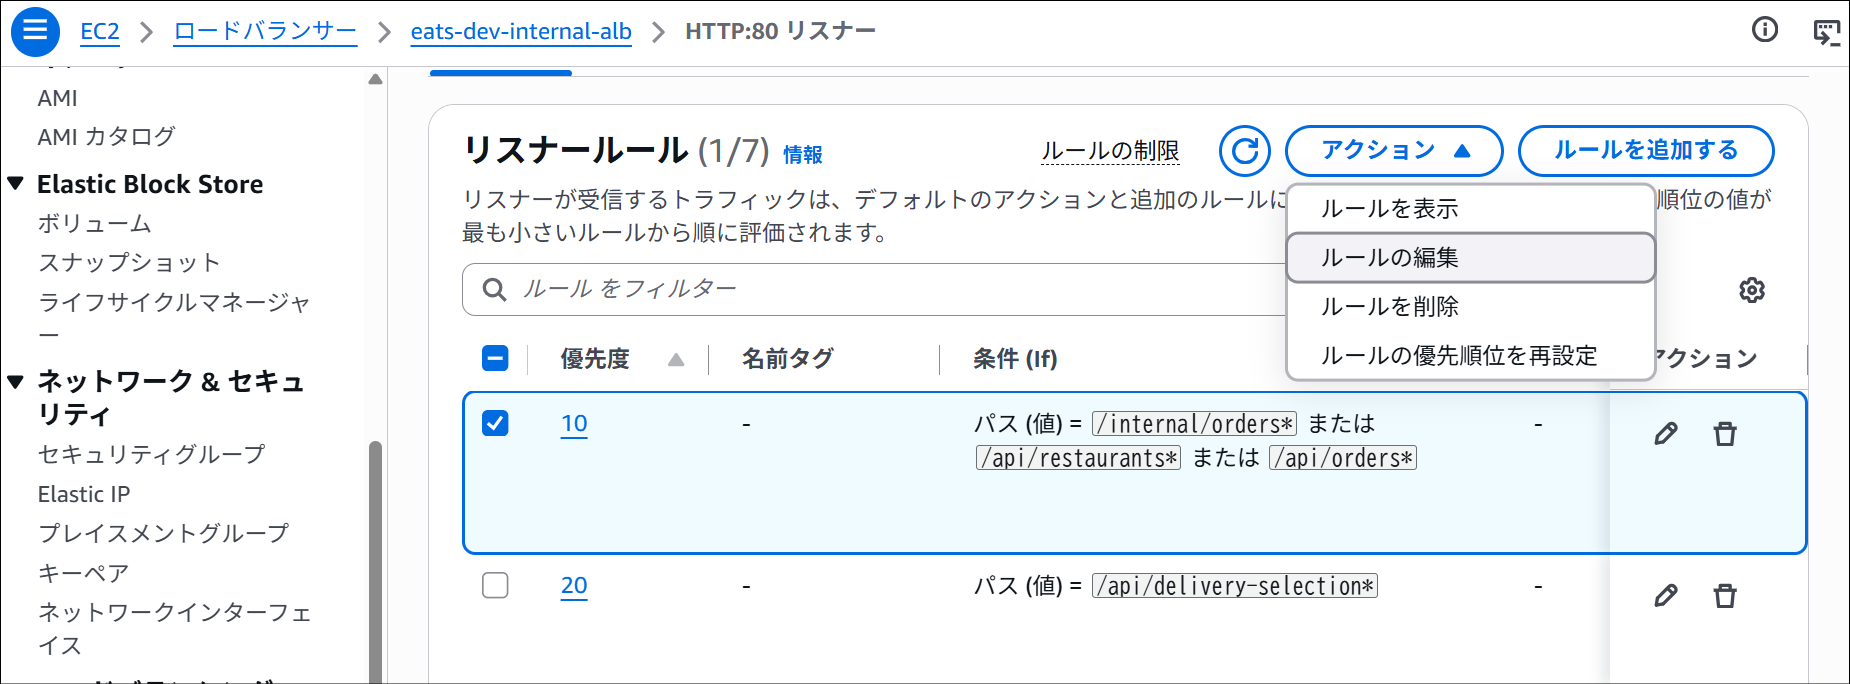 EC2 > ロードバランサー > eats-dev-internal-alb > HTTP:80 リスナー
AMI
AMI カタログ
Elastic Block Store
ボリューム
スナップショット
ライフサイクルマネージャ
ー
ネットワーク & セキュ
リティ
セキュリティグループ
Elastic IP
プレイスメントグループ
キーペア
ネットワークインターフェ
イス
リスナールール (1/7) 情報
ルールの制限
アクション
ルールを追加する
リスナーが受信するトラフィックは、デフォルトのアクションと追加のルールに 順位の値が
最も小さいルールから順に評価されます。
ルールを表示
ルールの編集
ルールを削除
ルールの優先順位を再設定
ルール をフィルター
優先度 名前タグ 条件 (If) アクション
10 - パス (値) = /internal/orders* または -
/api/restaurants* または /api/orders*
20 - パス (値) = /api/delivery-selection* -